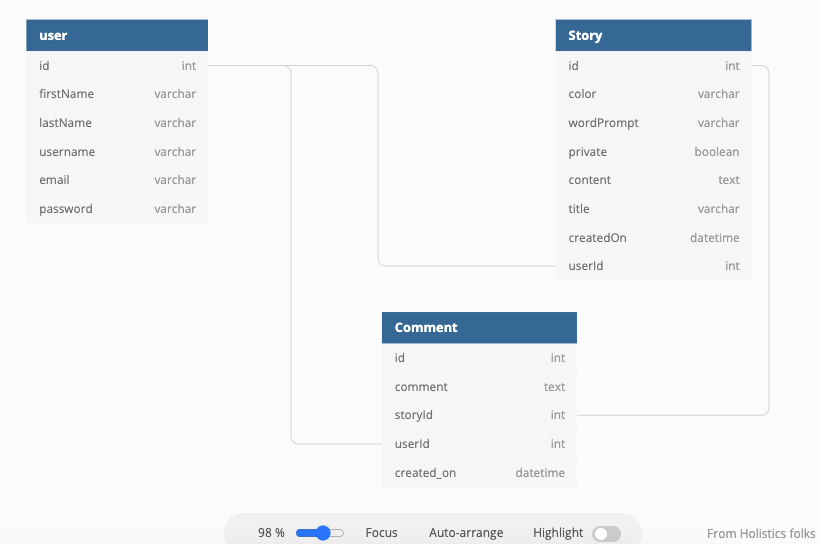 user
id int
firstName varchar
lastName varchar
username varchar
email varchar
password varchar
Story
id int
color varchar
wordPrompt varchar
private boolean
content text
title varchar
createdOn datetime
userId int
Comment
id int
comment text
storyId int
userId int
created_on datetime
98 % Focus Auto-arrange Highlight
From Holistics folks